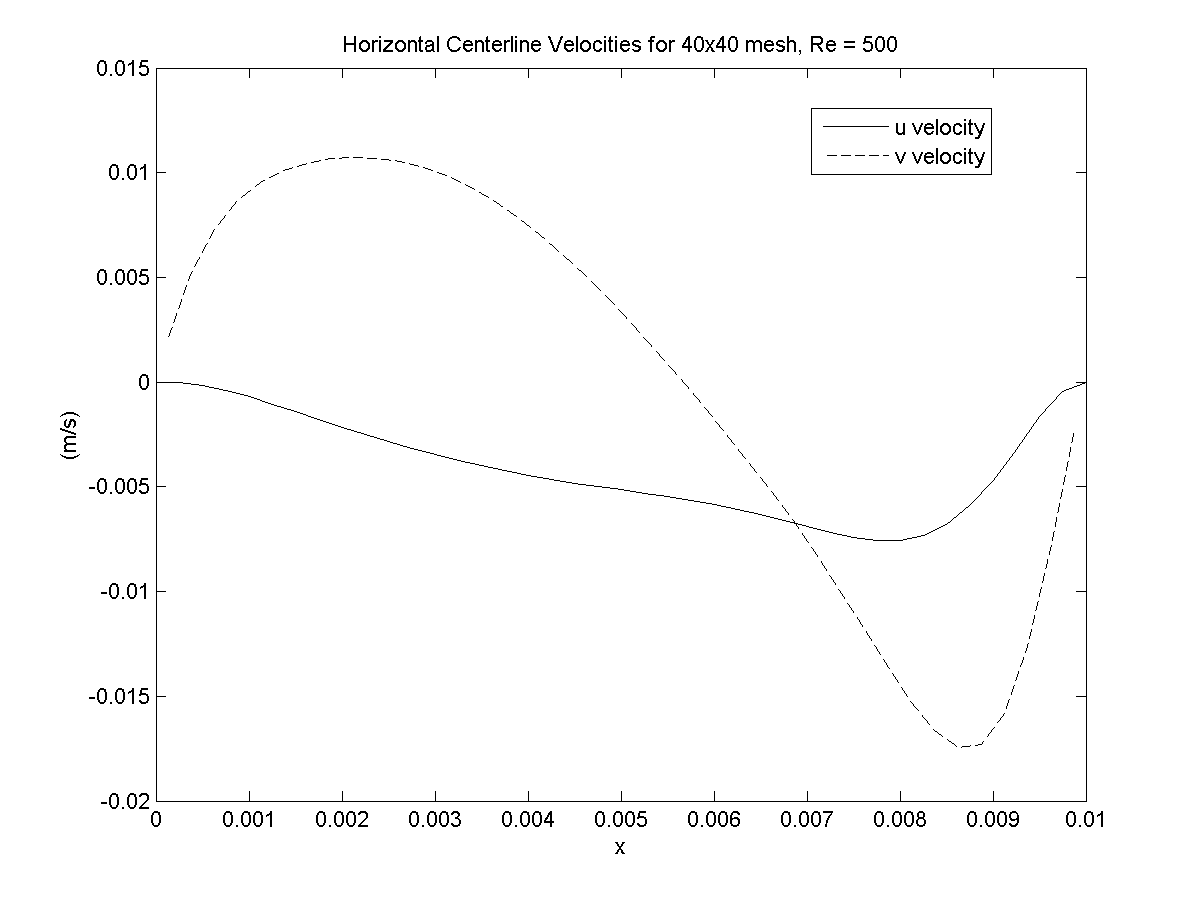 Horizontal Centerline Velocities for 40x40 mesh, Re = 500
0.015
u velocity
v velocity
0.01
0.005
0
(m/s)
-0.005
-0.01
-0.015
-0.02
0 0.001 0.002 0.003 0.004 0.005 0.006 0.007 0.008 0.009 0.01
x